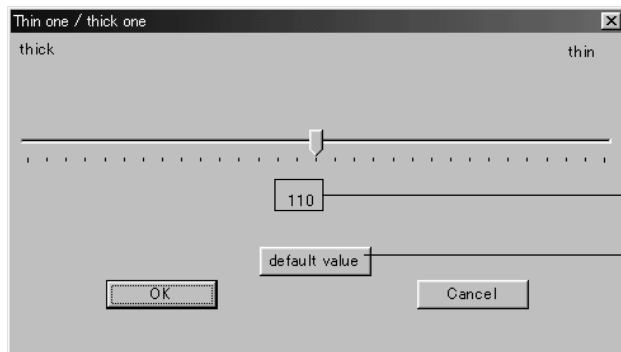 Thin one / thick one
thick
thin
110
default value
OK
Cancel